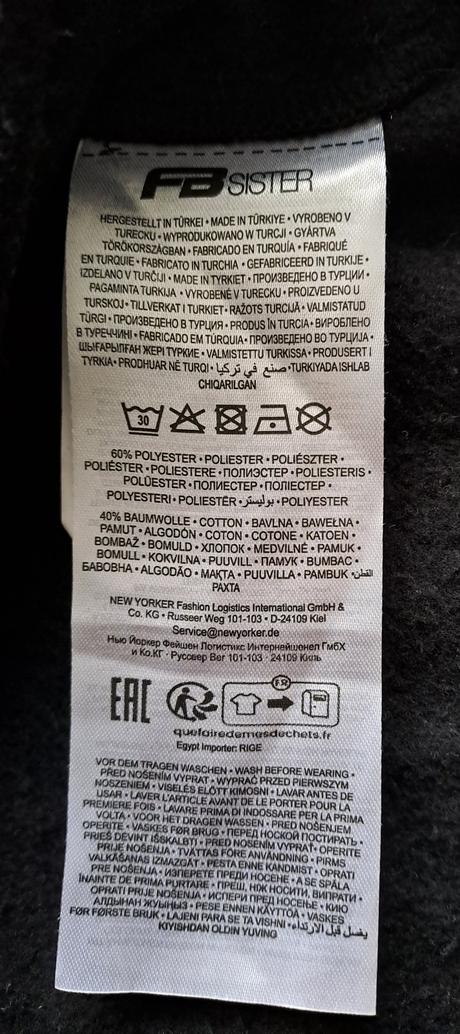 FB SISTER
HERGESTELLT IN TÜRKEI • MADE IN TÜRKIYE • VYROBENO V
TURECKU • WYPRODUKOWANO W TURCJI • GYÁRTVA
TÖRÖKORSZÁGBAN • FABRICADO EN TURQUÍA • FABRIQUÉ
EN TURQUIE • FABRICATO IN TURCHIA • GEFABRICEERD IN TURKIJE •
IZDELANO V TURČIJI • MADE IN TYRKIET • ПРОИЗВЕДЕНО В ТУРЦИИ •
PAGAMINTA TURKIJA • VYROBENÉ V TURECKU • PROIZVEDENO U
TURSKOJ • TILLVERKAT I TURKIET • RAŽOTS TURCIJĀ • VALMISTATUD
TÜRGI • ПРОИЗВЕДЕНО В ТУРЦИЯ • PRODUS ÎN TURCIA • ВИРОБЛЕНО
В ТУРЕЧЧИНІ • FABRICADO EM TÚRQUIA • ПРОИЗВЕДЕНО ВО ТУРЦИЈА •
ШЫҒАРЫЛҒАН ЖЕРІ ТҮРКИЕ • VALMISTETTU TURKISSA • PRODUSERT I
TYRKIA • PRODHUAR NË TURQI • صنع في تركيا • TURKIYADA ISHLAB
CHIQARILGAN
30
60% POLYESTER • POLIESTER • POLIÉSZTER •
POLIÉSTER • POLIESTERE • ПОЛИЭСТЕР • POLIESTERIS •
POLÜESTER • ПОЛИЕСТЕР • ПОЛІЕСТЕР •
POLYESTERI • POLIESTËR • بوليستر • POLIYESTER
40% BAUMWOLLE • COTTON • BAVLNA • BAWEŁNA •
PAMUT • ALGODÓN • COTON • COTONE • KATOEN •
BOMBAŽ • BOMULD • ХЛОПОК • MEDVILNĖ • PAMUK •
BOMULL • KOKVILNA • PUUVILL • ПАМУК • BUMBAC •
БАВОВНА • ALGODÃO • МАҚТА • PUUVILLA • PAMBUK • القطن
PAXTA
NEW YORKER Fashion Logistics International GmbH &
Co. KG • Russeer Weg 101-103 • D-24109 Kiel
Service@newyorker.de
Нью Йоркер Фейшен Логистикс Интернейшенел ГмбХ
и Ко.КГ • Руссеер Вег 101-103 • 24109 Киль
EAC
FR
quefairedemesdechets.fr
Egypt Importer: RIGE
VOR DEM TRAGEN WASCHEN • WASH BEFORE WEARING •
PŘED NOŠENÍM VYPRAT • WYPRAĆ PRZED PIERWSZYM
NOSZENIEM • VISELÉS ELŐTT KIMOSNI • LAVAR ANTES DE
USAR • LAVER L'ARTICLE AVANT DE LE PORTER POUR LA
PREMIERE FOIS • LAVARE PRIMA DI INDOSSARE PER LA PRIMA
VOLTA • VOOR HET DRAGEN WASSEN • PRED NOŠENJEM
OPERITE • VASKES FØR BRUG • ПЕРЕД НОСКОЙ ПОСТИРАТЬ •
PRIEŠ DĖVINT IŠSKALBTI • PRED NOSENÍM VYPRAŤ • OPERITE
PRIJE NOŠENJA • TVÄTTAS FÖRE ANVÄNDNING • PIRMS
VALKĀŠANAS IZMAZGĀT • PESTA ENNE KANDMIST • OPRATI
PRE NOŠENJA • ИЗПЕРЕТЕ ПРЕДИ НОСЕНЕ • A SE SPĂLA
ÎNAINTE DE PRIMA PURTARE • ПРЕШ, НІЖ НОСИТИ, ВИПРАТИ •
OPRATI PRIJE NOŠENJA • ИСПЕРИ ПРЕД НОСЕЊЕ • КИЮ
АЛДЫНАН ЖУЫҢЫЗ • PESE ENNEN KÄYTTÖÄ • VASKES
FØR FØRSTE BRUK • LAJENI PARA SE TA VISHNI • يغسل قبل الارتداء •
KIYISHDAN OLDIN YUVING